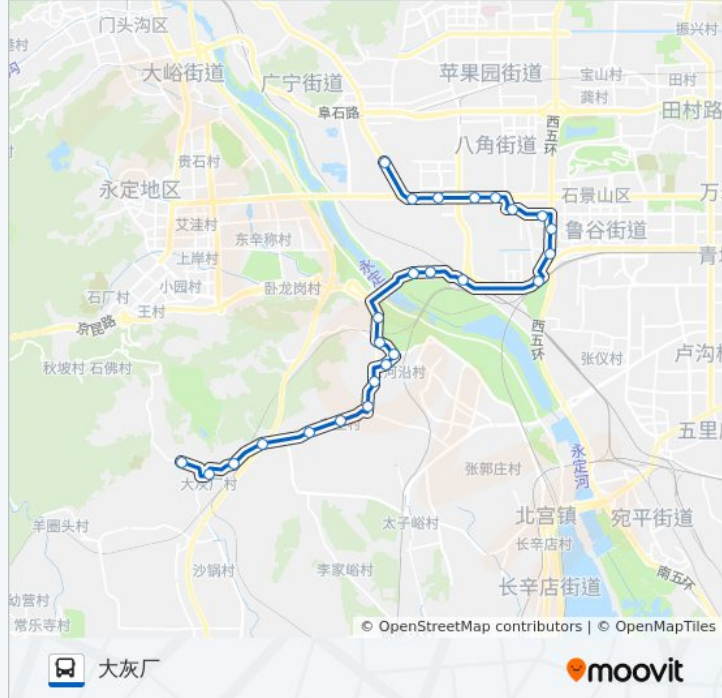 门头沟区
振兴村
大峪街道
广宁街道
苹果园街道
宝山村
田村
龚村
阜石路
田村路
西五环
八角街道
贵石村
永定地区
石景山区
万
艾洼村
鲁谷街道
东辛称村
上岸村
永定
青
小园村
石厂村
卧龙岗村
王村
京昆路
西五环
张仪村
卢沟桥
秋坡村
石佛村
河沿村
五里
张郭庄村
永定河
大灰厂村
北宫镇
宛平街道
羊圈头村
太子峪村
长辛店村
沙锅村
李家峪村
南五环
长辛店街道
幼营村
常乐寺村
© OpenStreetMap contributors | © OpenMapTiles
大灰厂
moovit